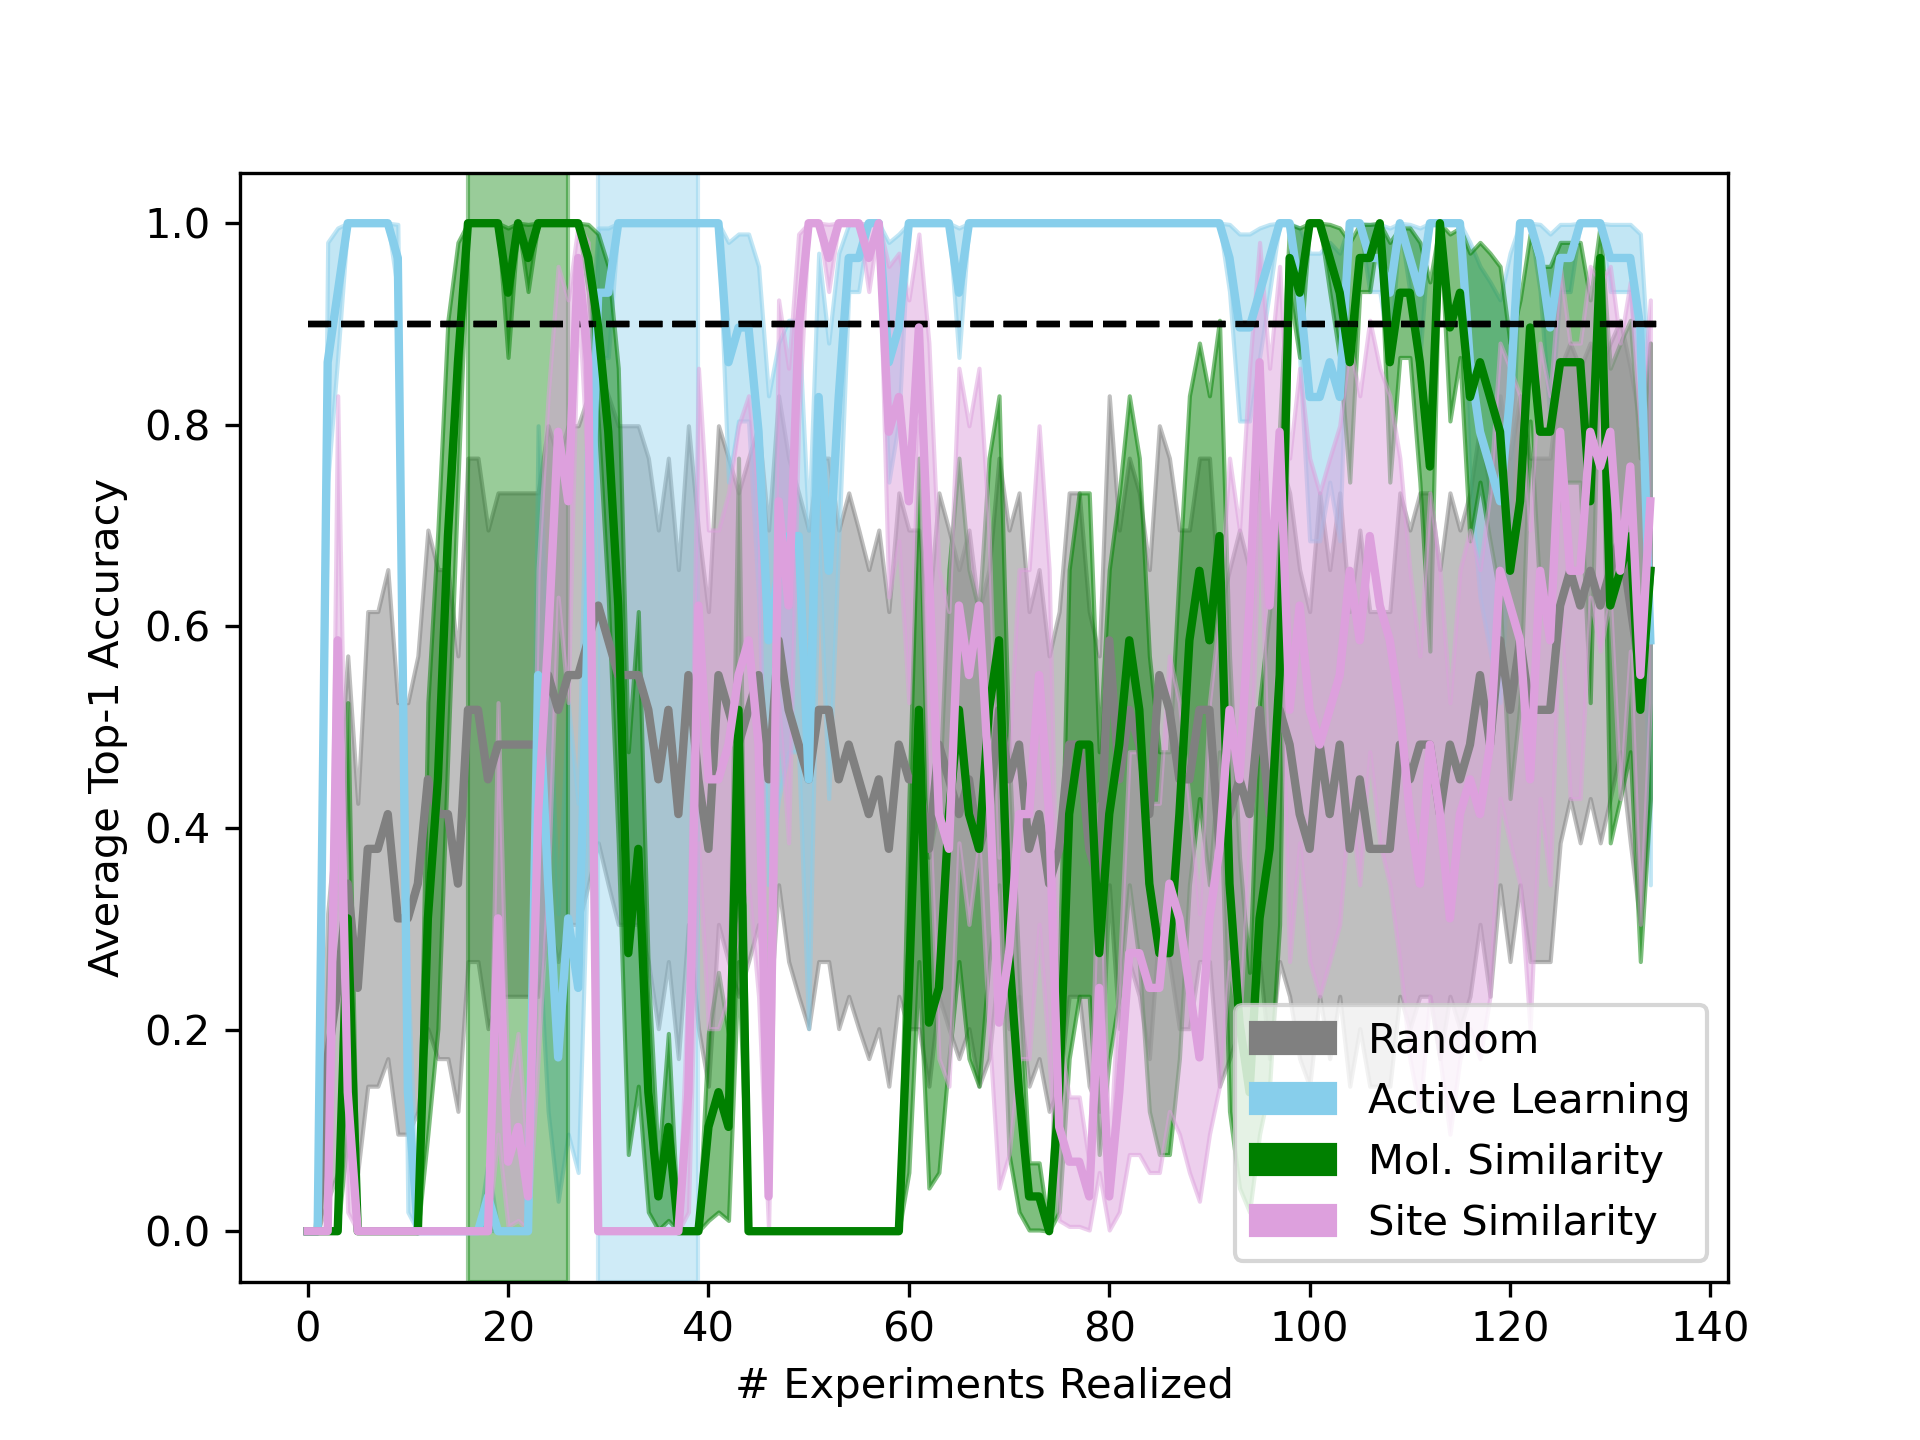 1.0
0.8
0.6
0.4
0.2
0.0
Average Top-1 Accuracy
0 20 40 60 80 100 120 140
# Experiments Realized
Random
Active Learning
Mol. Similarity
Site Similarity